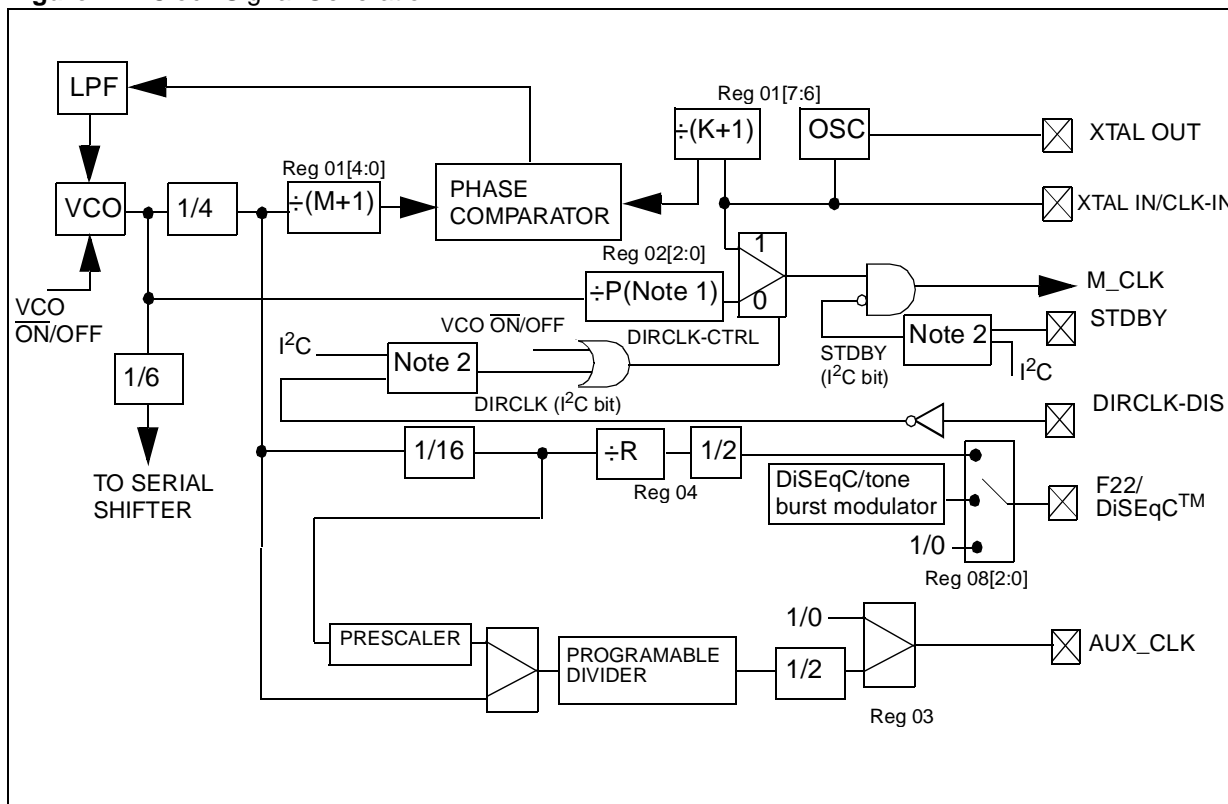 LPF
Reg 01[7:6]
÷(K+1)
OSC
XTAL OUT
Reg 01[4:0]
VCO
1/4
÷(M+1)
PHASE
COMPARATOR
XTAL IN/CLK-IN
Reg 02[2:0]
1
÷P(Note 1)
0
M_CLK
VCO
ON/OFF
VCO ON/OFF
DIRCLK-CTRL
STDBY
I²C
Note 2
STDBY
(I²C bit)
Note 2
I²C
1/6
DIRCLK (I²C bit)
DIRCLK-DIS
TO SERIAL
SHIFTER
1/16
÷R
1/2
Reg 04
DiSEqC/tone
burst modulator
F22/
DiSEqC™
1/0
Reg 08[2:0]
PRESCALER
PROGRAMABLE
DIVIDER
1/2
1/0
AUX_CLK
Reg 03